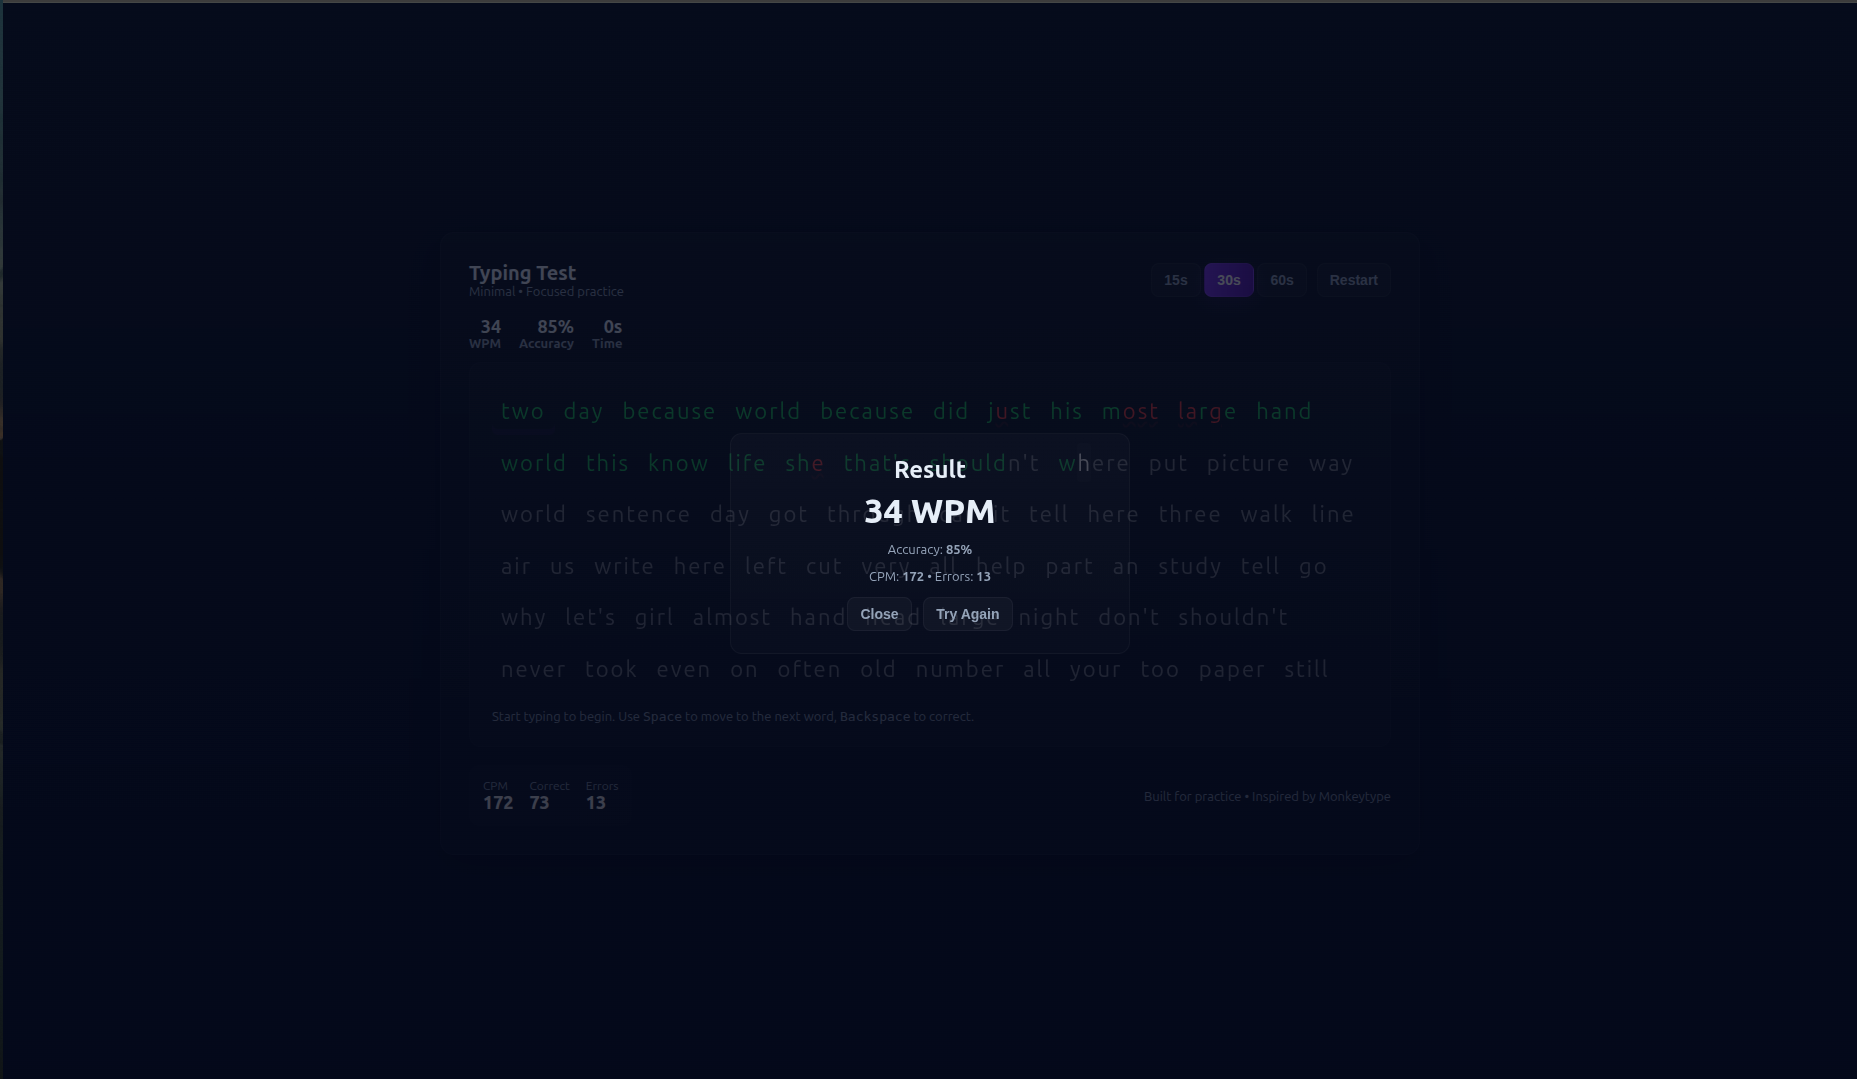 Typing Test
Minimal • Focused practice
15s 30s 60s Restart
34 85% 0s
WPM Accuracy Time
two day because world because did just his most large hand
world this know life she that's shouldn't where put picture way
world sentence day got through it tell here three walk line
air us write here left cut very all help part an study tell go
why let's girl almost hand head large night don't shouldn't
never took even on often old number all your too paper still
Result
34 WPM
Accuracy: 85%
CPM: 172 • Errors: 13
Close Try Again
Start typing to begin. Use Space to move to the next word, Backspace to correct.
CPM Correct Errors
172 73 13
Built for practice • Inspired by Monkeytype